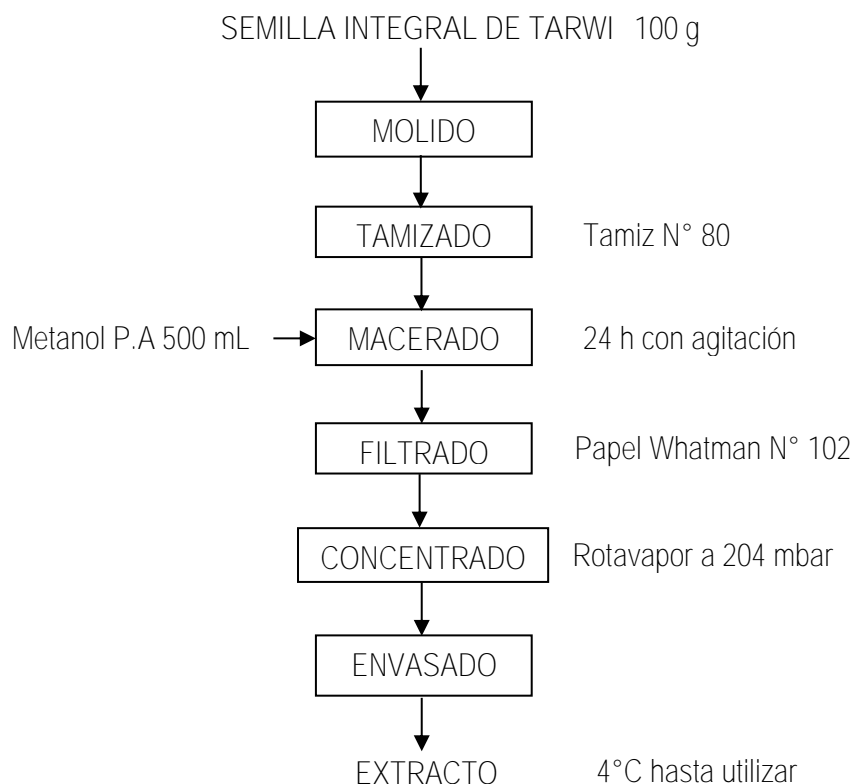 SEMILLA INTEGRAL DE TARWI 100 g
MOLIDO
TAMIZADO Tamiz N° 80
Metanol P.A 500 mL MACERADO 24 h con agitación
FILTRADO Papel Whatman N° 102
CONCENTRADO Rotavapor a 204 mbar
ENVASADO
EXTRACTO 4°C hasta utilizar